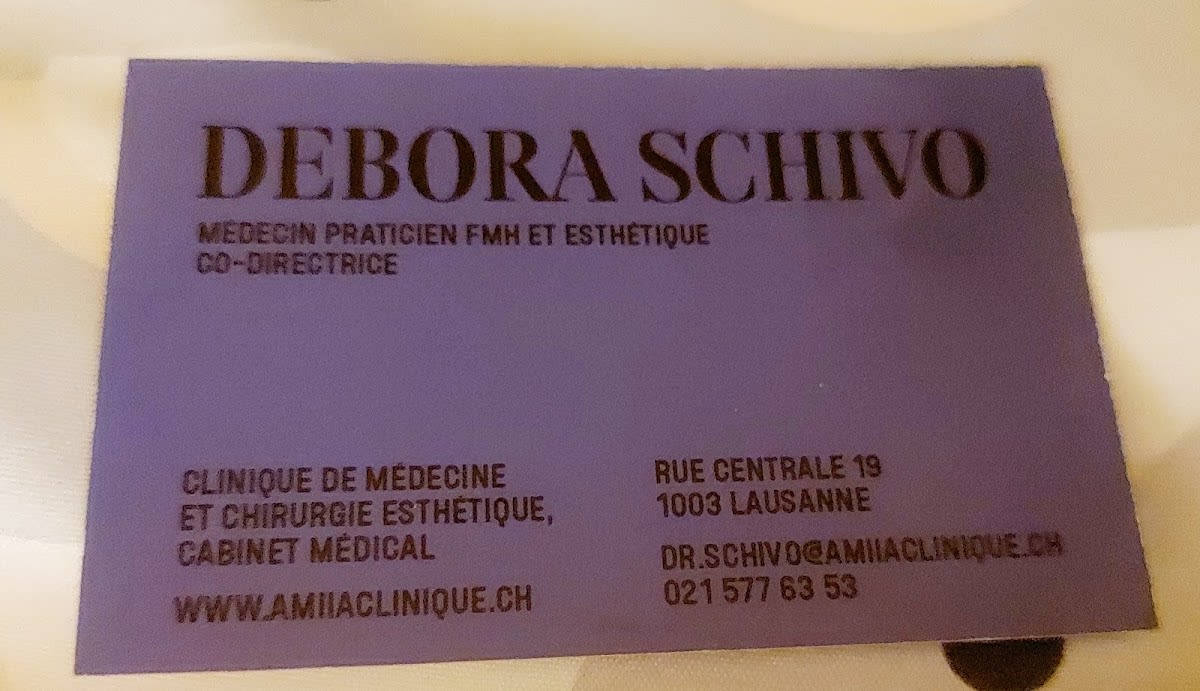 DEBORA SCHIVO
MÉDECIN PRATICIEN FMH ET ESTHÉTIQUE
CO-DIRECTRICE
CLINIQUE DE MÉDECINE
ET CHIRURGIE ESTHÉTIQUE,
CABINET MÉDICAL
WWW.AMIIACLINIQUE.CH
RUE CENTRALE 19
1003 LAUSANNE
DR.SCHIVO@AMIIACLINIQUE.CH
021 577 63 53